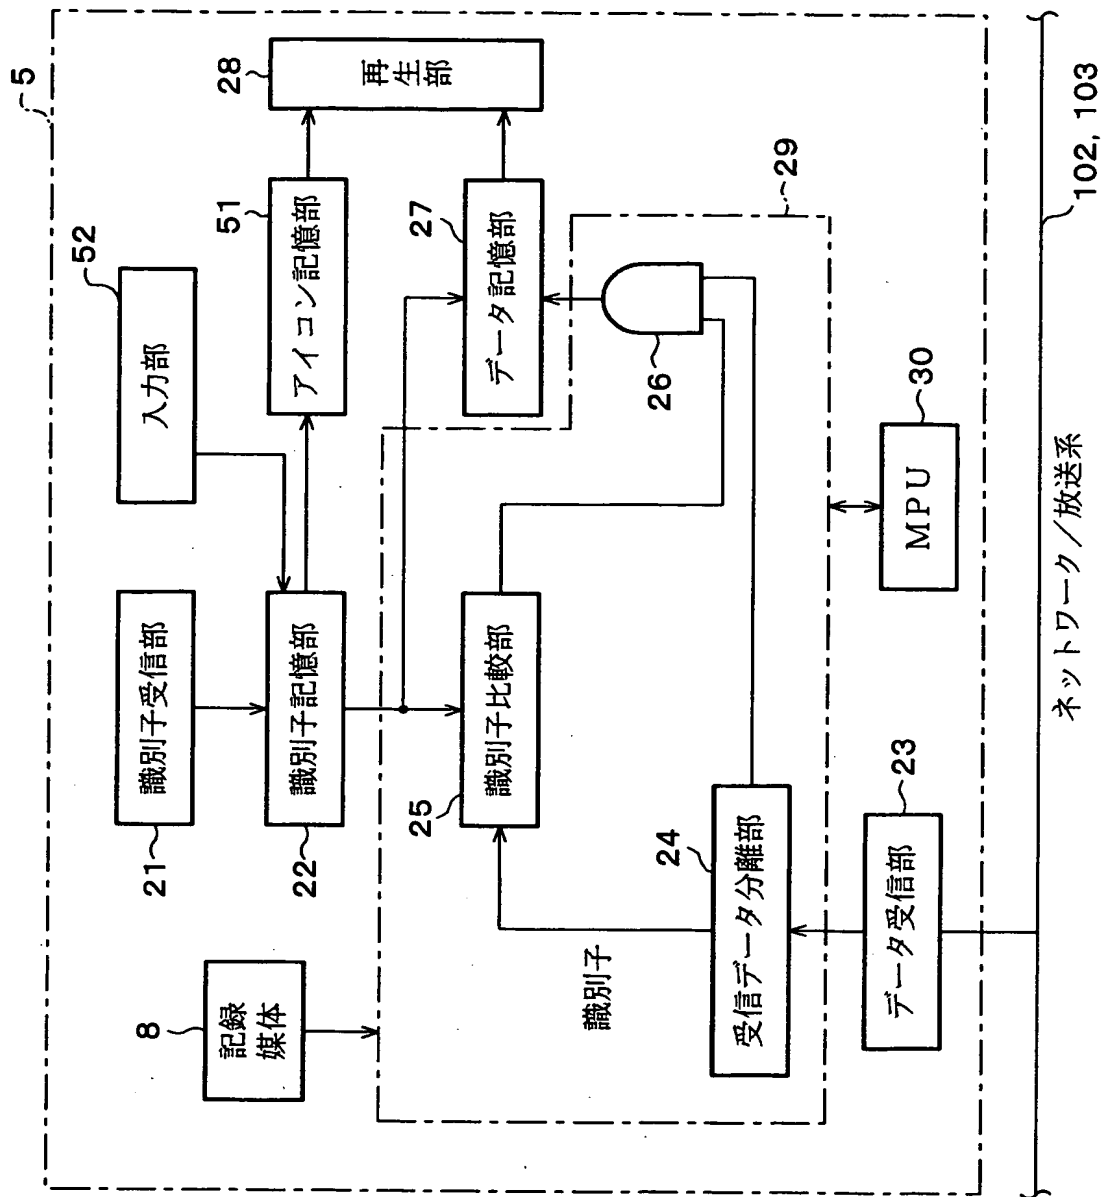 5
52
入力部
識別子受信部
21
8
記録
媒体
識別子記憶部
22
アイコン記憶部
51
28
再生部
識別子比較部
25
データ記憶部
27
識別子
26
24
受信データ分離部
29
データ受信部
23
MPU
30
ネットワーク/放送系
102, 103